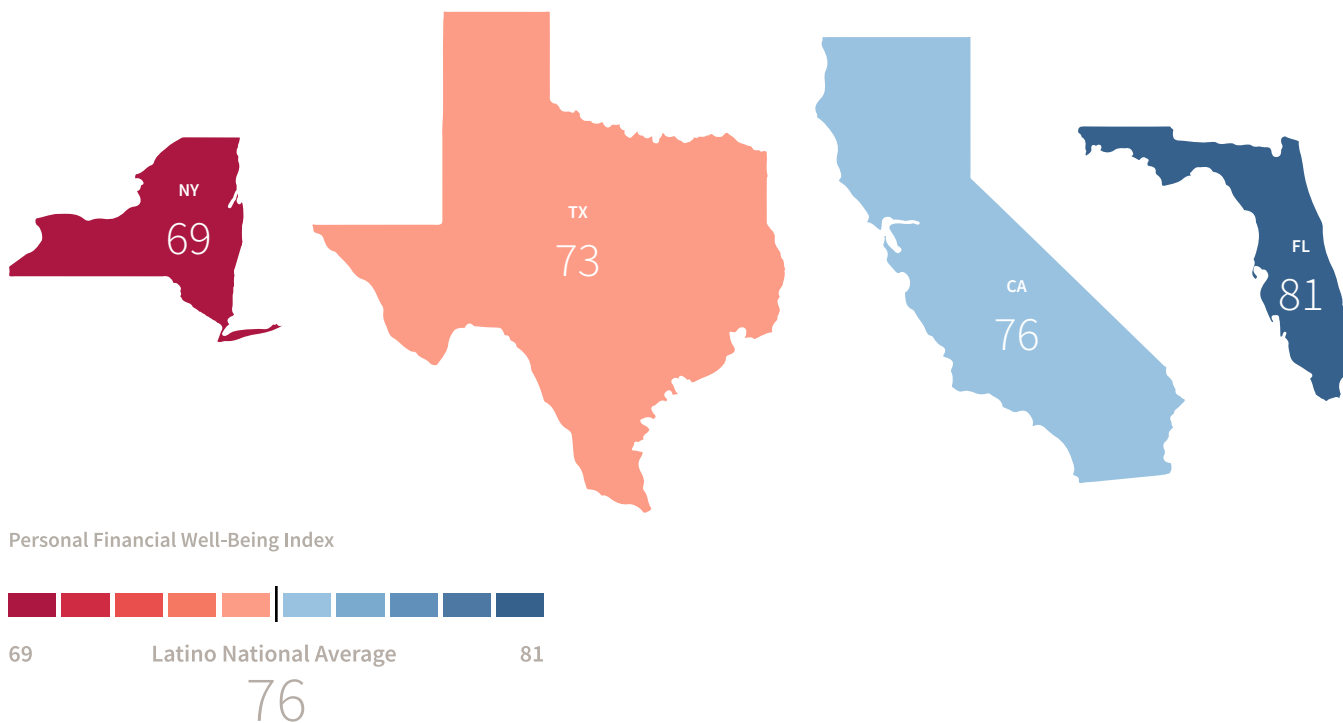 NY
69
TX
73
CA
76
FL
81
Personal Financial Well-Being Index
69 Latino National Average 81
76